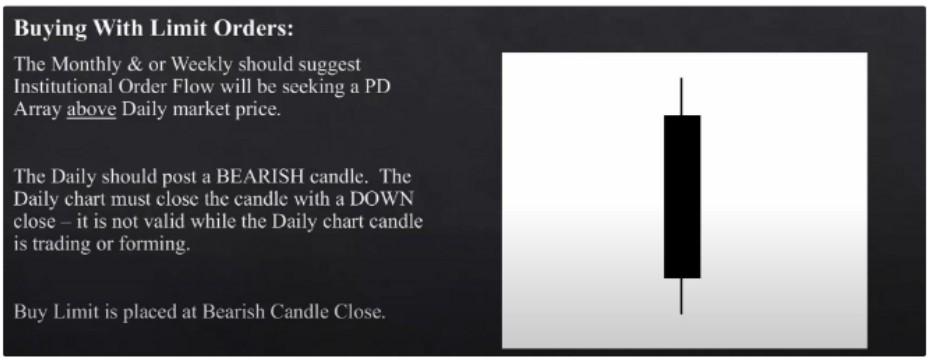 Buying With Limit Orders:
The Monthly & or Weekly should suggest
Institutional Order Flow will be seeking a PD
Array above Daily market price.
The Daily should post a BEARISH candle.  The
Daily chart must close the candle with a DOWN
close – it is not valid while the Daily chart candle
is trading or forming.
Buy Limit is placed at Bearish Candle Close.